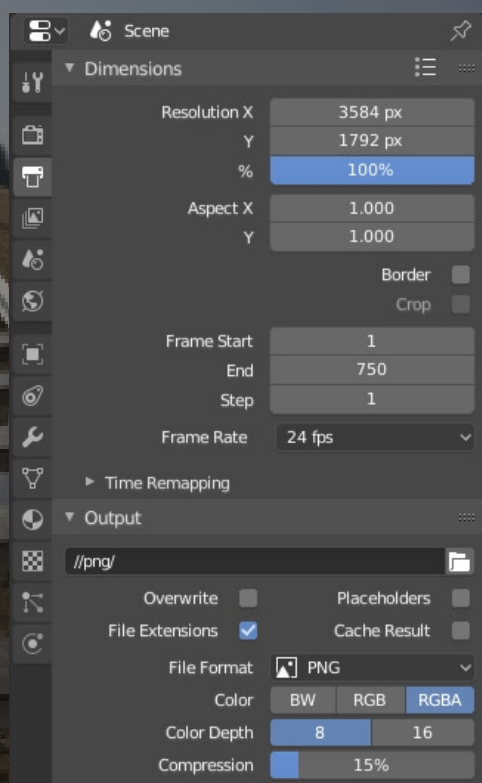 Scene
Dimensions
Resolution X 3584 px
Y 1792 px
% 100%
Aspect X 1.000
Y 1.000
Border
Crop
Frame Start 1
End 750
Step 1
Frame Rate 24 fps
Time Remapping
Output
//png/
Overwrite Placeholders
File Extensions Cache Result
File Format PNG
Color BW RGB RGBA
Color Depth 8 16
Compression 15%